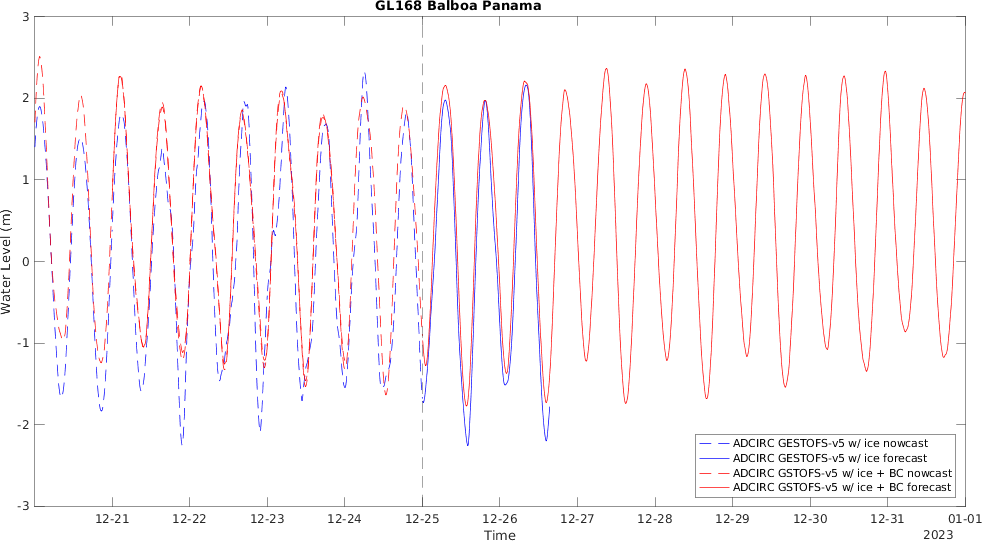 GL168 Balboa Panama
3
2
1
0
-1
-2
-3
Water Level (m)
ADCIRC GESTOFS-v5 w/ ice nowcast
ADCIRC GESTOFS-v5 w/ ice forecast
ADCIRC GSTOFS-v5 w/ ice + BC nowcast
ADCIRC GSTOFS-v5 w/ ice + BC forecast
12-21 12-22 12-23 12-24 12-25 12-26 12-27 12-28 12-29 12-30 12-31 01-01
Time 2023